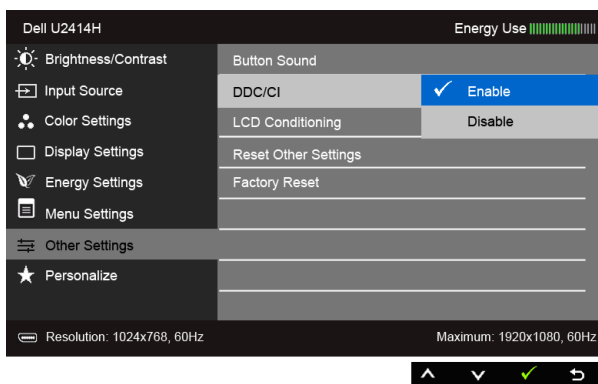 Dell U2414H
Energy Use
Brightness/Contrast
Button Sound
Input Source
DDC/CI
Enable
Color Settings
LCD Conditioning
Disable
Display Settings
Reset Other Settings
Energy Settings
Factory Reset
Menu Settings
Other Settings
Personalize
Resolution: 1024x768, 60Hz
Maximum: 1920x1080, 60Hz